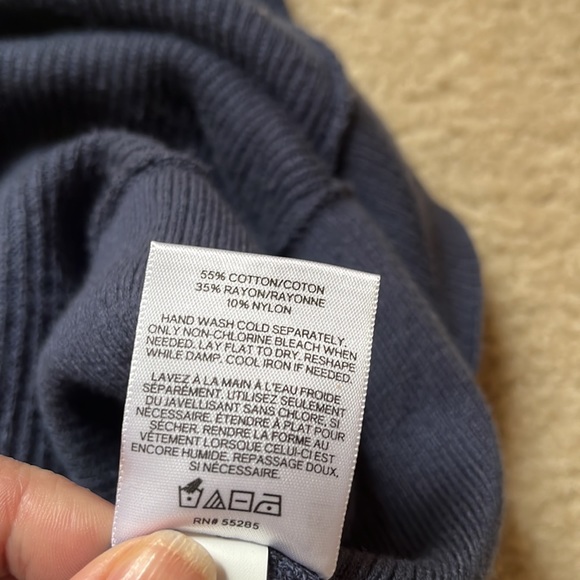 55% COTTON/COTON
35% RAYON/RAYONNE
10% NYLON
HAND WASH COLD SEPARATELY.
ONLY NON-CHLORINE BLEACH WHEN
NEEDED. LAY FLAT TO DRY. RESHAPE
WHILE DAMP. COOL IRON IF NEEDED.
LAVEZ À LA MAIN À L'EAU FROIDE
SÉPARÉMENT. UTILISEZ SEULEMENT
DU JAVELLISANT SANS CHLORE, SI
NÉCESSAIRE. ÉTENDRE À PLAT POUR
SÉCHER. RENDRE LA FORME AU
VÊTEMENT LORSQUE CELUI-CI EST
ENCORE HUMIDE. REPASSAGE DOUX,
SI NÉCESSAIRE.
RN# 55285